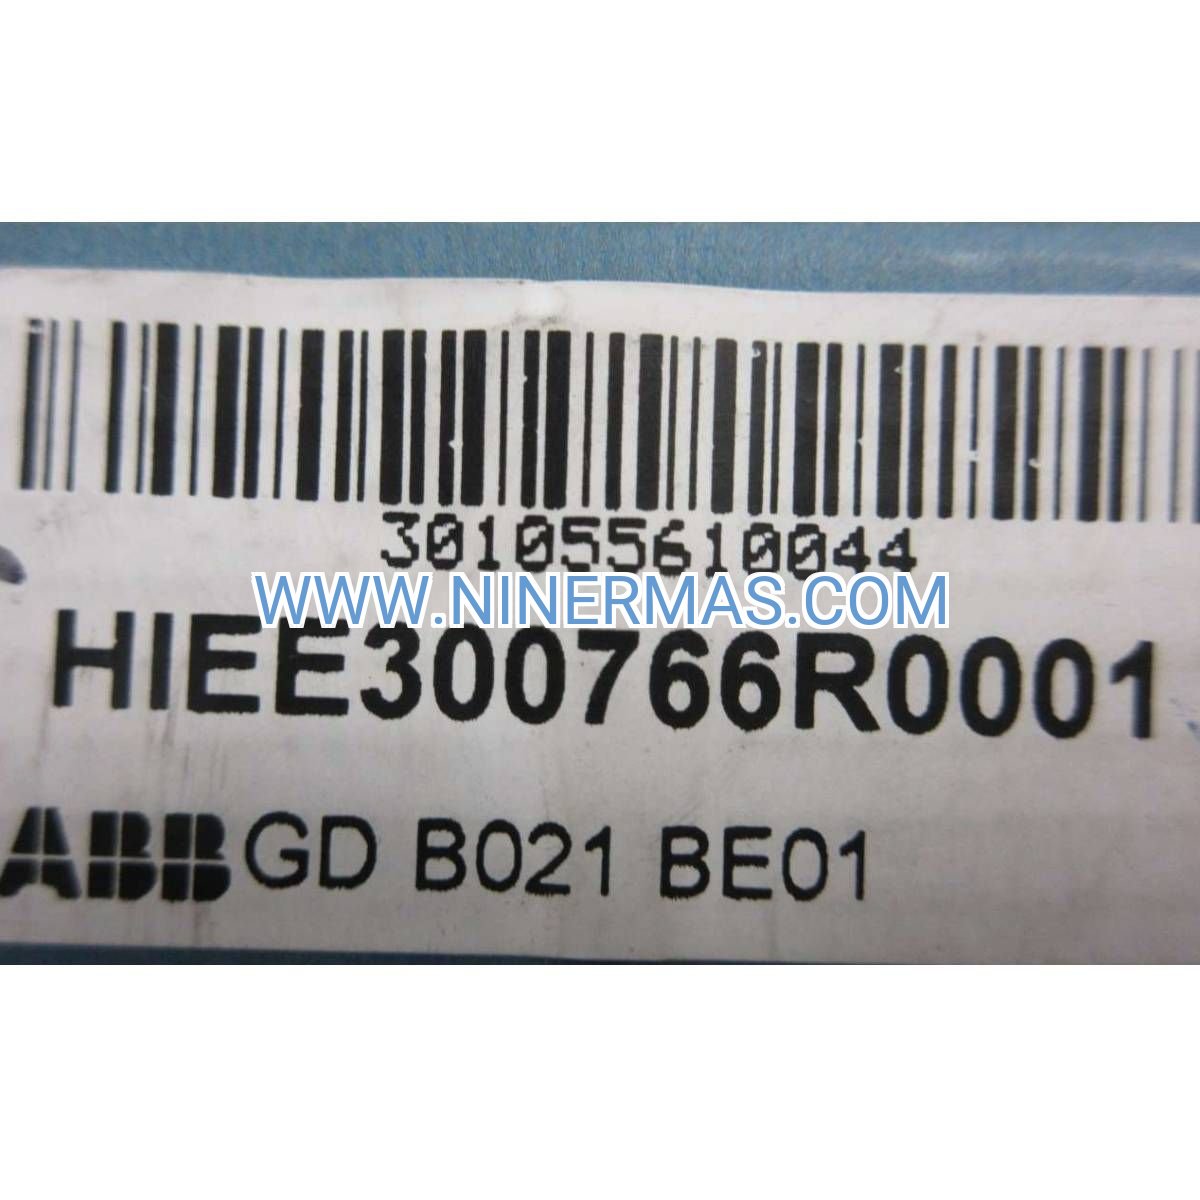 301055610044
WWW.NINERMAS.COM
HIEE300766R0001
ABB GD B021 BE01